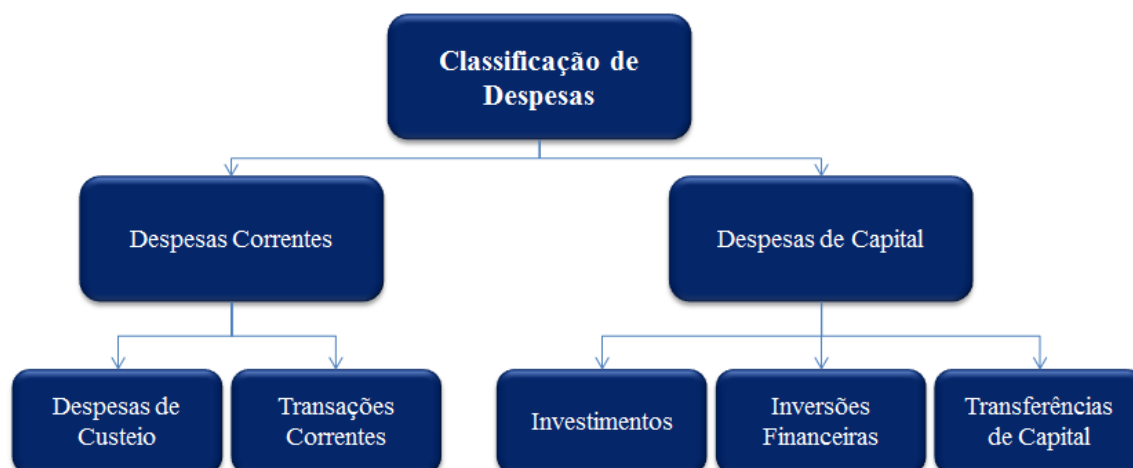 Classificação de
Despesas
Despesas Correntes
Despesas de Capital
Despesas de
Custeio
Transações
Correntes
Investimentos
Inversões
Financeiras
Transferências
de Capital